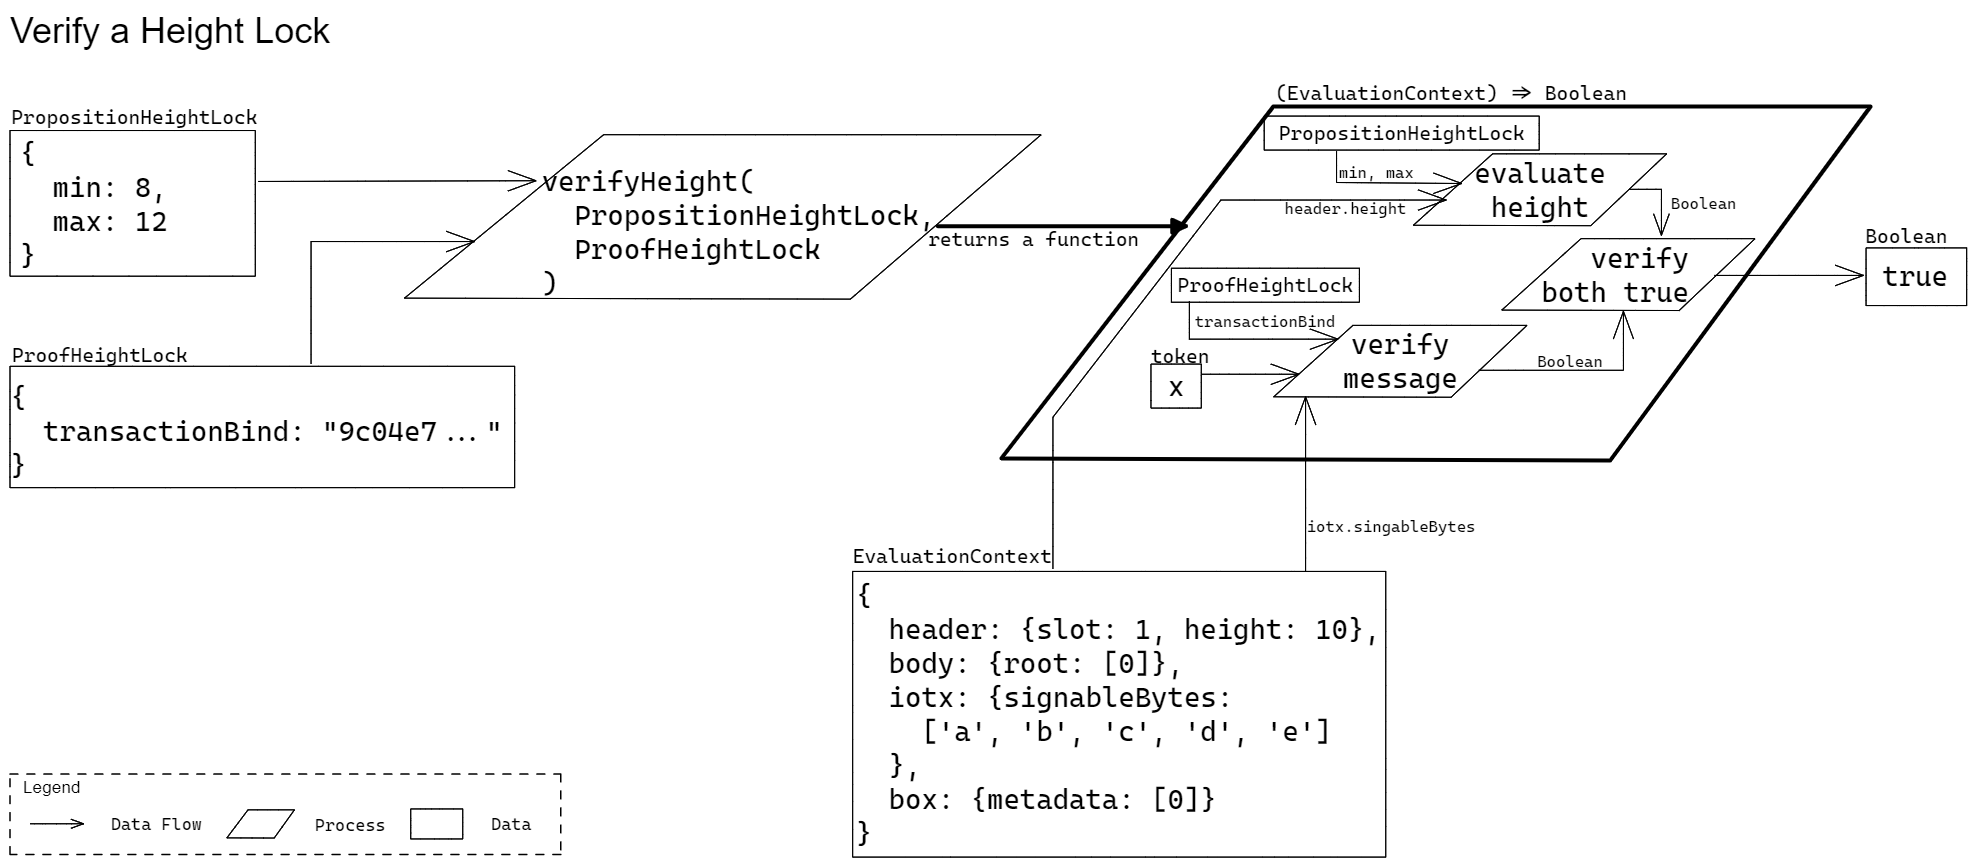 Verify a Height Lock
PropositionHeightLock
{
  min: 8,
  max: 12
}
ProofHeightLock
{
  transactionBind: "9c04e7..."
}
verifyHeight(
  PropositionHeightLock,
  ProofHeightLock
)
returns a function
(EvaluationContext) ⇒ Boolean
PropositionHeightLock
min, max
header.height
evaluate
height
Boolean
ProofHeightLock
transactionBind
token
x
verify
message
Boolean
verify
both true
Boolean
true
iotx.singableBytes
EvaluationContext
{
  header: {slot: 1, height: 10},
  body: {root: [0]},
  iotx: {signableBytes:
    ['a', 'b', 'c', 'd', 'e']
  },
  box: {metadata: [0]}
}
Legend
Data Flow
Process
Data